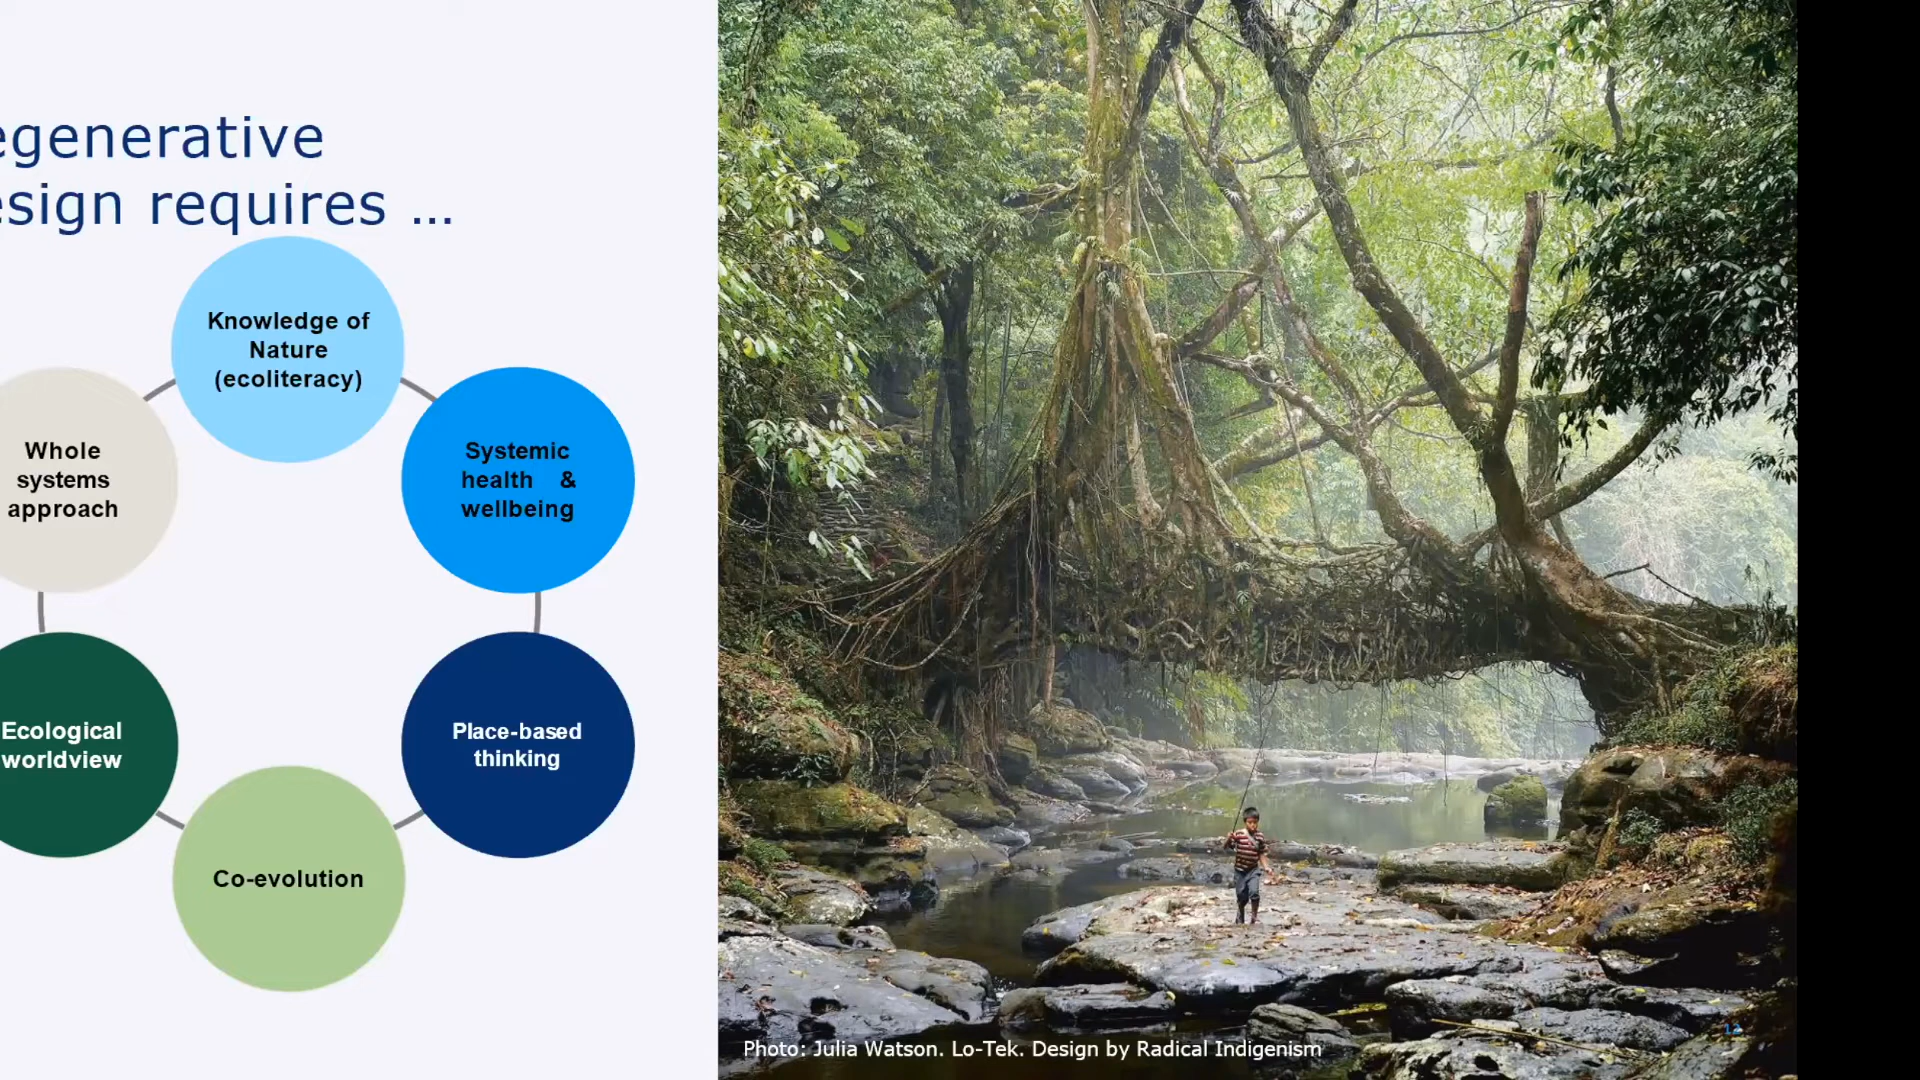 egenerative
esign requires ...
Knowledge of
Nature
(ecoliteracy)
Systemic
health &
wellbeing
Place-based
thinking
Co-evolution
Ecological
worldview
Whole
systems
approach
Photo: Julia Watson. Lo-Tek. Design by Radical Indigenism
12